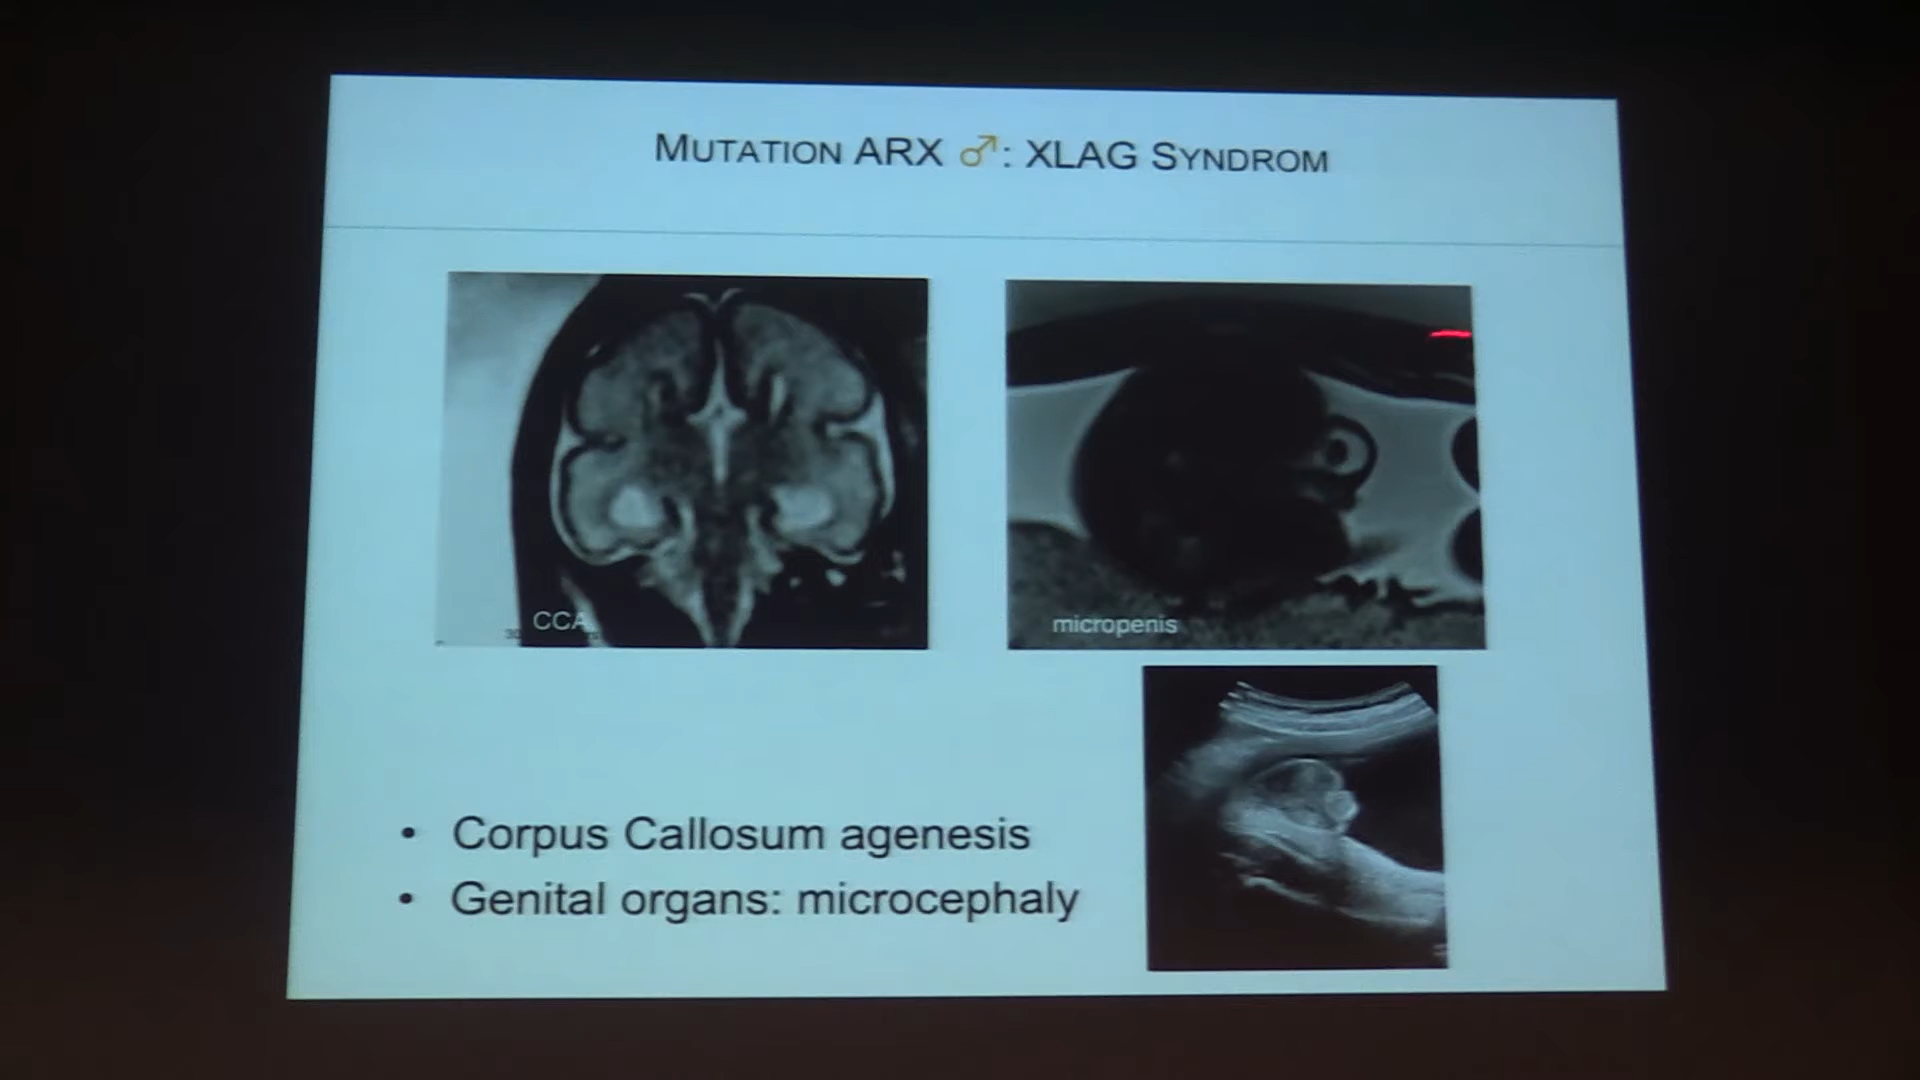 MUTATION ARX ♂: XLAG SYNDROM
CCA
micropenis
• Corpus Callosum agenesis
• Genital organs: microcephaly